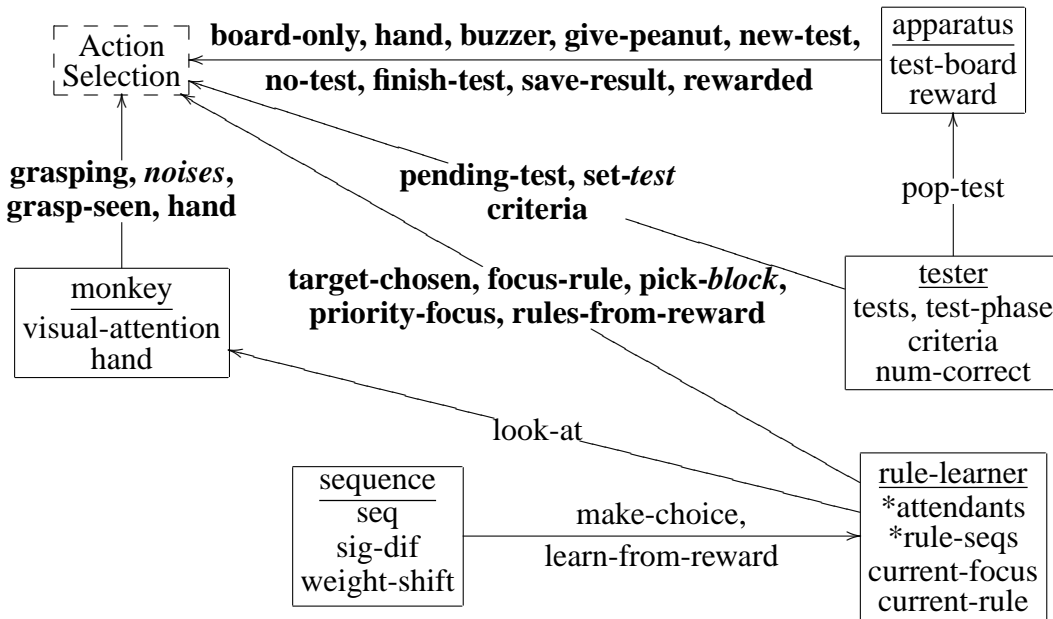 Action
Selection
board-only, hand, buzzer, give-peanut, new-test,
no-test, finish-test, save-result, rewarded
apparatus
test-board
reward
grasping, noises,
grasp-seen, hand
pending-test, set-test
criteria
pop-test
monkey
visual-attention
hand
target-chosen, focus-rule, pick-block,
priority-focus, rules-from-reward
tester
tests, test-phase
criteria
num-correct
look-at
sequence
seq
sig-dif
weight-shift
make-choice,
learn-from-reward
rule-learner
*attendants
*rule-seqs
current-focus
current-rule